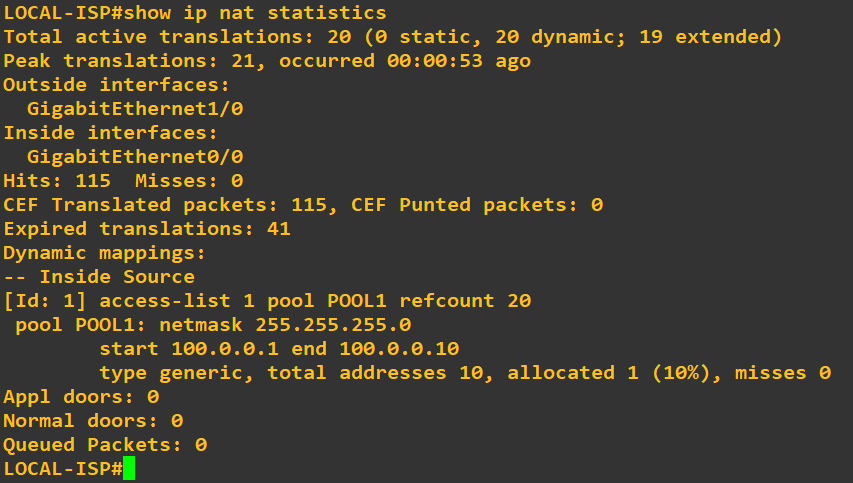 LOCAL-ISP#show ip nat statistics
Total active translations: 20 (0 static, 20 dynamic; 19 extended)
Peak translations: 21, occurred 00:00:53 ago
Outside interfaces:
  GigabitEthernet1/0
Inside interfaces:
  GigabitEthernet0/0
Hits: 115  Misses: 0
CEF Translated packets: 115, CEF Punted packets: 0
Expired translations: 41
Dynamic mappings:
-- Inside Source
[Id: 1] access-list 1 pool POOL1 refcount 20
 pool POOL1: netmask 255.255.255.0
        start 100.0.0.1 end 100.0.0.10
        type generic, total addresses 10, allocated 1 (10%), misses 0
Appl doors: 0
Normal doors: 0
Queued Packets: 0
LOCAL-ISP#